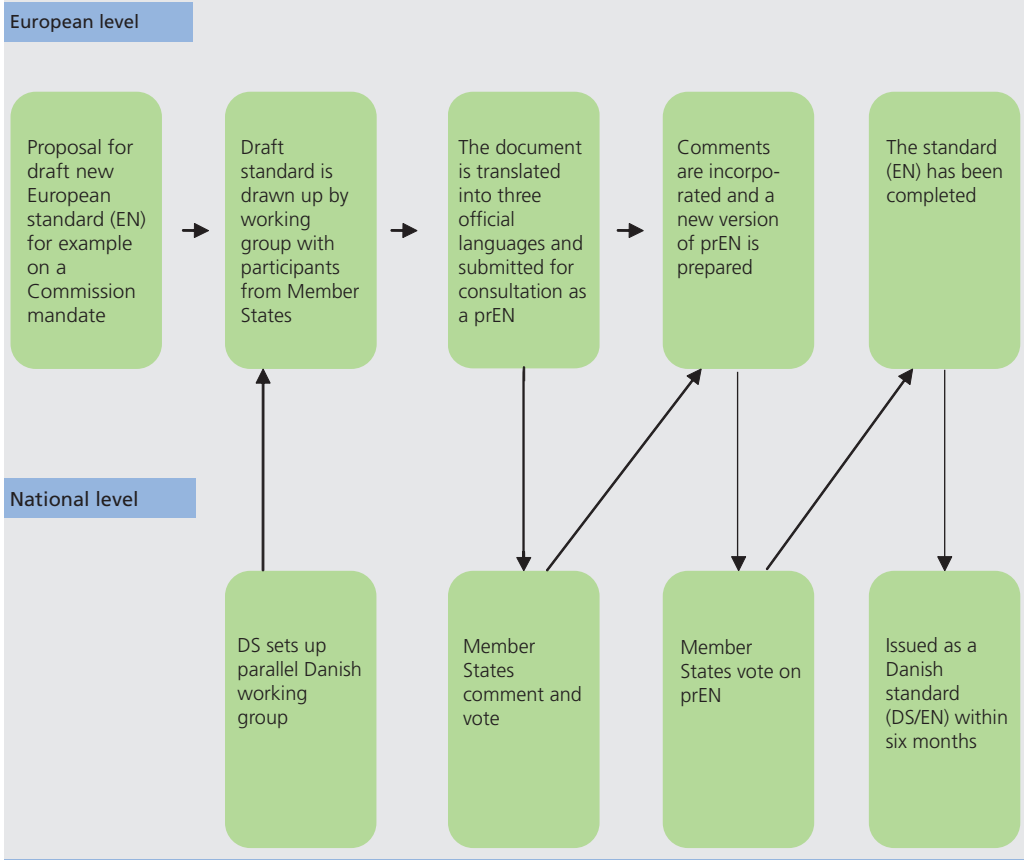 European level
Proposal for
draft new
European
standard (EN)
for example
on a
Commission
mandate
Draft
standard is
drawn up by
working
group with
participants
from Member
States
The document
is translated
into three
official
languages and
submitted for
consultation as
a prEN
Comments
are incorpo-
rated and a
new version
of prEN is
prepared
The standard
(EN) has been
completed
National level
DS sets up
parallel Danish
working
group
Member
States
comment and
vote
Member
States vote on
prEN
Issued as a
Danish
standard
(DS/EN) within
six months